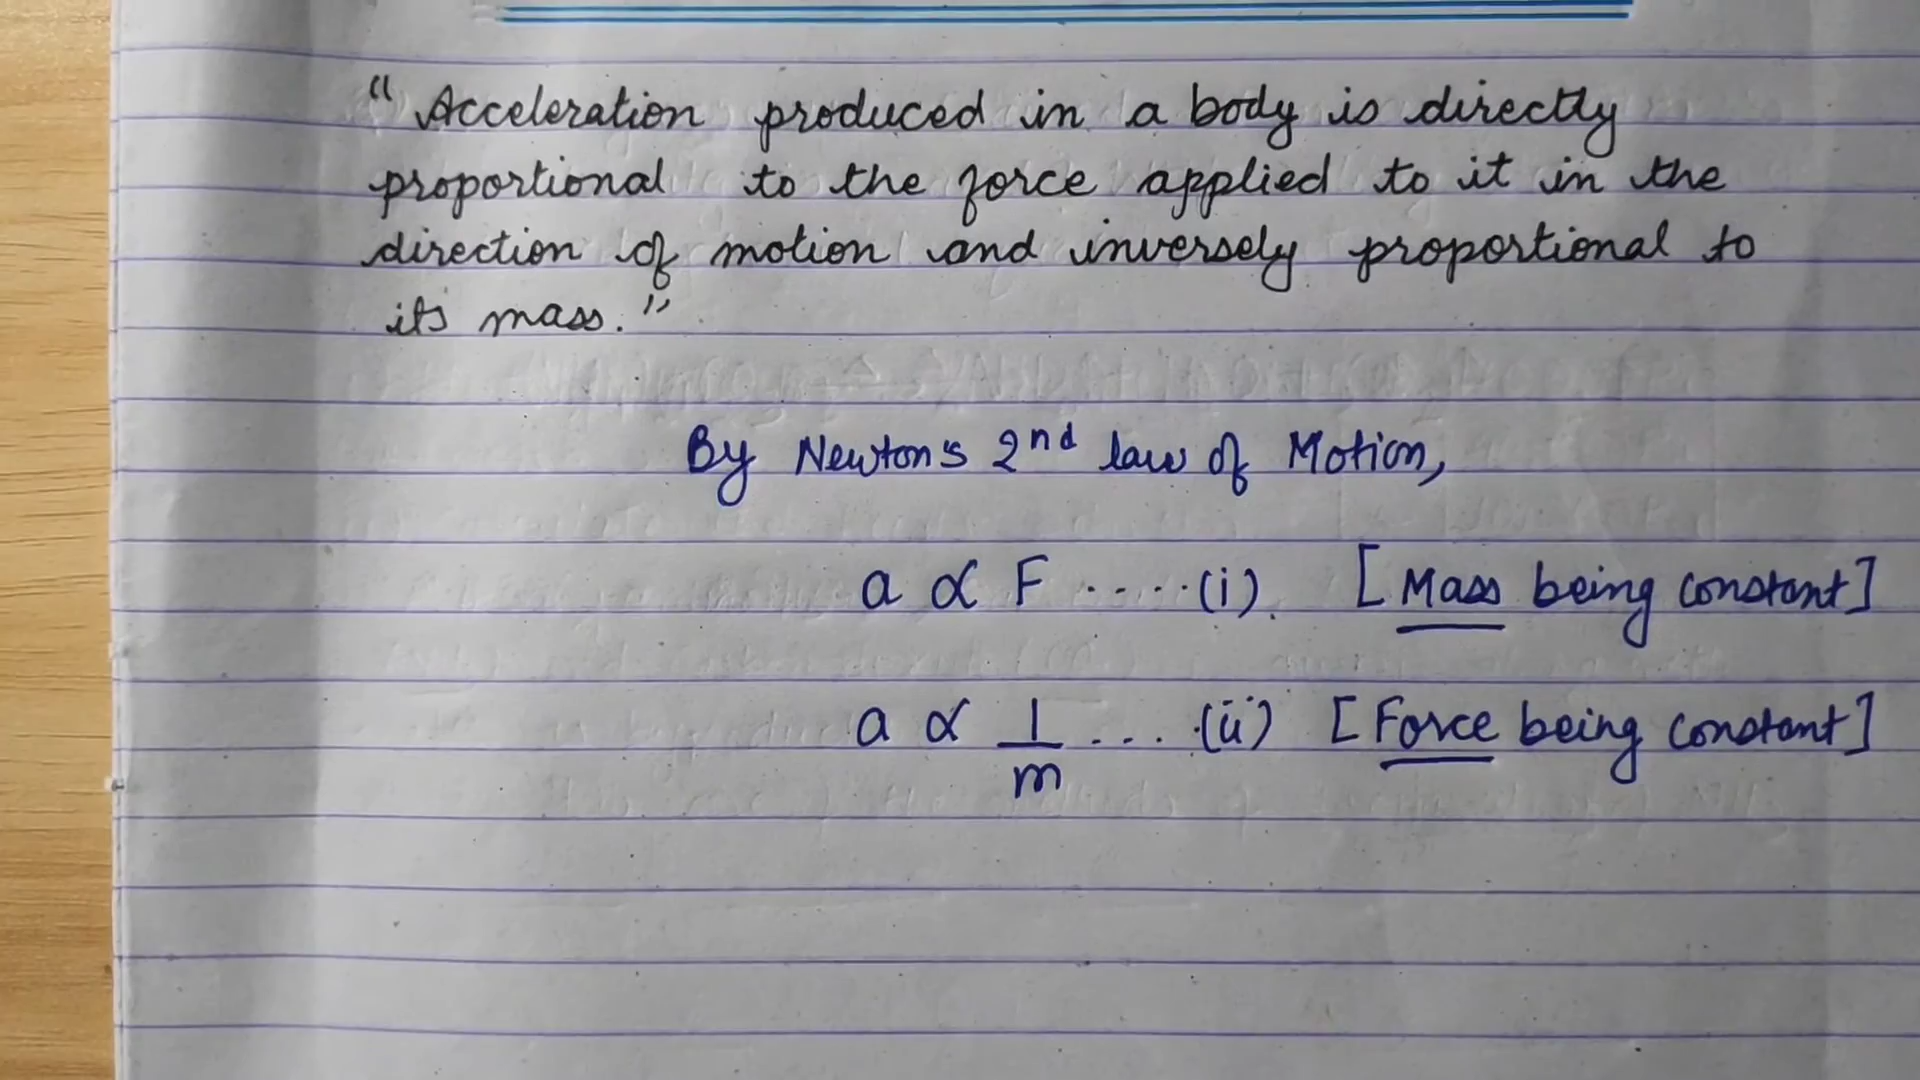 “Acceleration produced in a body is directly
proportional to the force applied to it in the
direction of motion and inversely proportional to
its mass.”
By Newton's 2nd law of Motion,
a ∝ F ..... (i). [Mass being constant]
a ∝ 1/m .... (ii) [Force being constant]